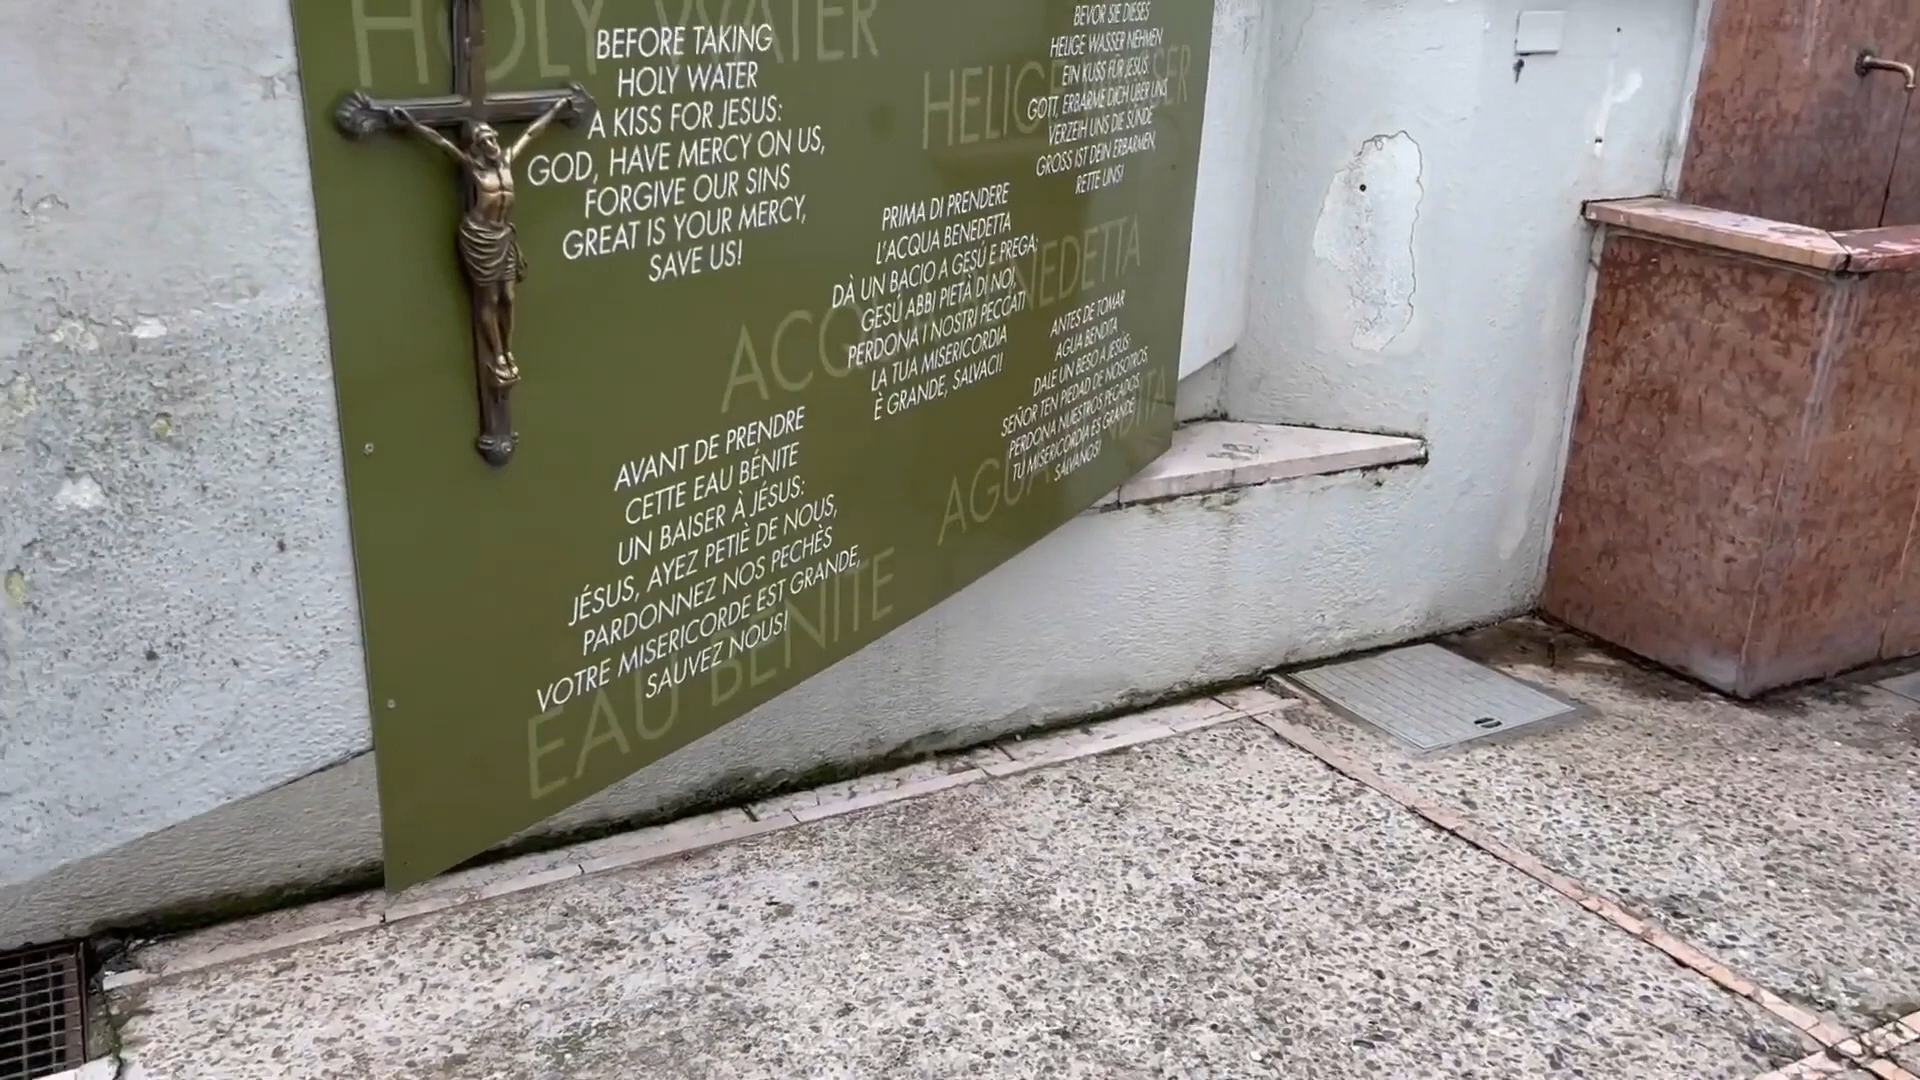 HOLY WATER
BEFORE TAKING
HOLY WATER
A KISS FOR JESUS:
GOD, HAVE MERCY ON US,
FORGIVE OUR SINS
GREAT IS YOUR MERCY,
SAVE US!
BEVOR SIE DIESES
HELIGE WASSER NEHMEN
EIN KUSS FÜR JESUS:
GOTT, ERBARME DICH ÜBER UNS,
VERZEIH UNS DIE SÜNDE
GROSS IST DEIN ERBARMEN,
RETTE UNS!
PRIMA DI PRENDERE
L'ACQUA BENEDETTA
DÀ UN BACIO A GESÚ E PREGA:
GESÚ ABBI PIETÀ DI NOI,
PERDONA I NOSTRI PECCATI
LA TUA MISERICORDIA
È GRANDE, SALVACI!
ACQUA BENEDETTA
ANTES DE TOMAR
AGUA BENDITA
DALE UN BESO A JESÚS:
SEÑOR TEN PIEDAD DE NOSOTROS,
PERDONA NUESTROS PECADOS
TU MISERICORDIA ES GRANDE
SALVANOS!
AGUA BENDITA
AVANT DE PRENDRE
CETTE EAU BÉNITE
UN BAISER À JÉSUS:
JÉSUS, AYEZ PETIÈ DE NOUS,
PARDONNEZ NOS PECHÈS
VOTRE MISERICORDE EST GRANDE,
SAUVEZ NOUS!
EAU BÉNITE